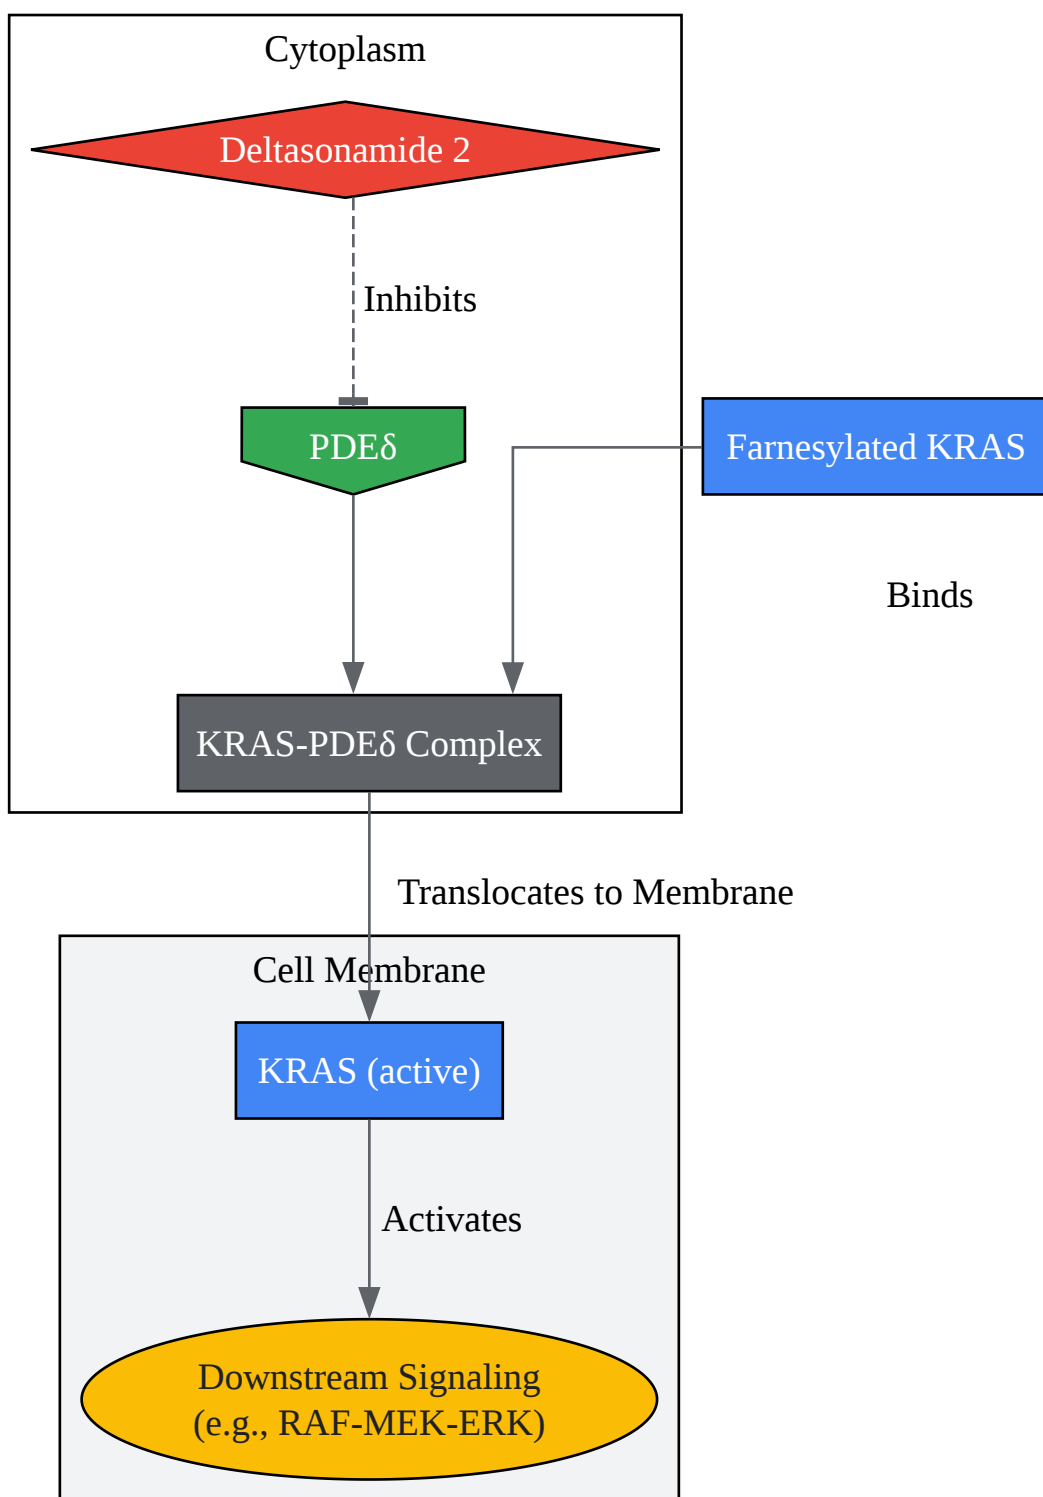 Cytoplasm
Deltasonamide 2
Inhibits
PDEδ
Farnesylated KRAS
Binds
KRAS-PDEδ Complex
Translocates to Membrane
Cell Membrane
KRAS (active)
Activates
Downstream Signaling
(e.g., RAF-MEK-ERK)